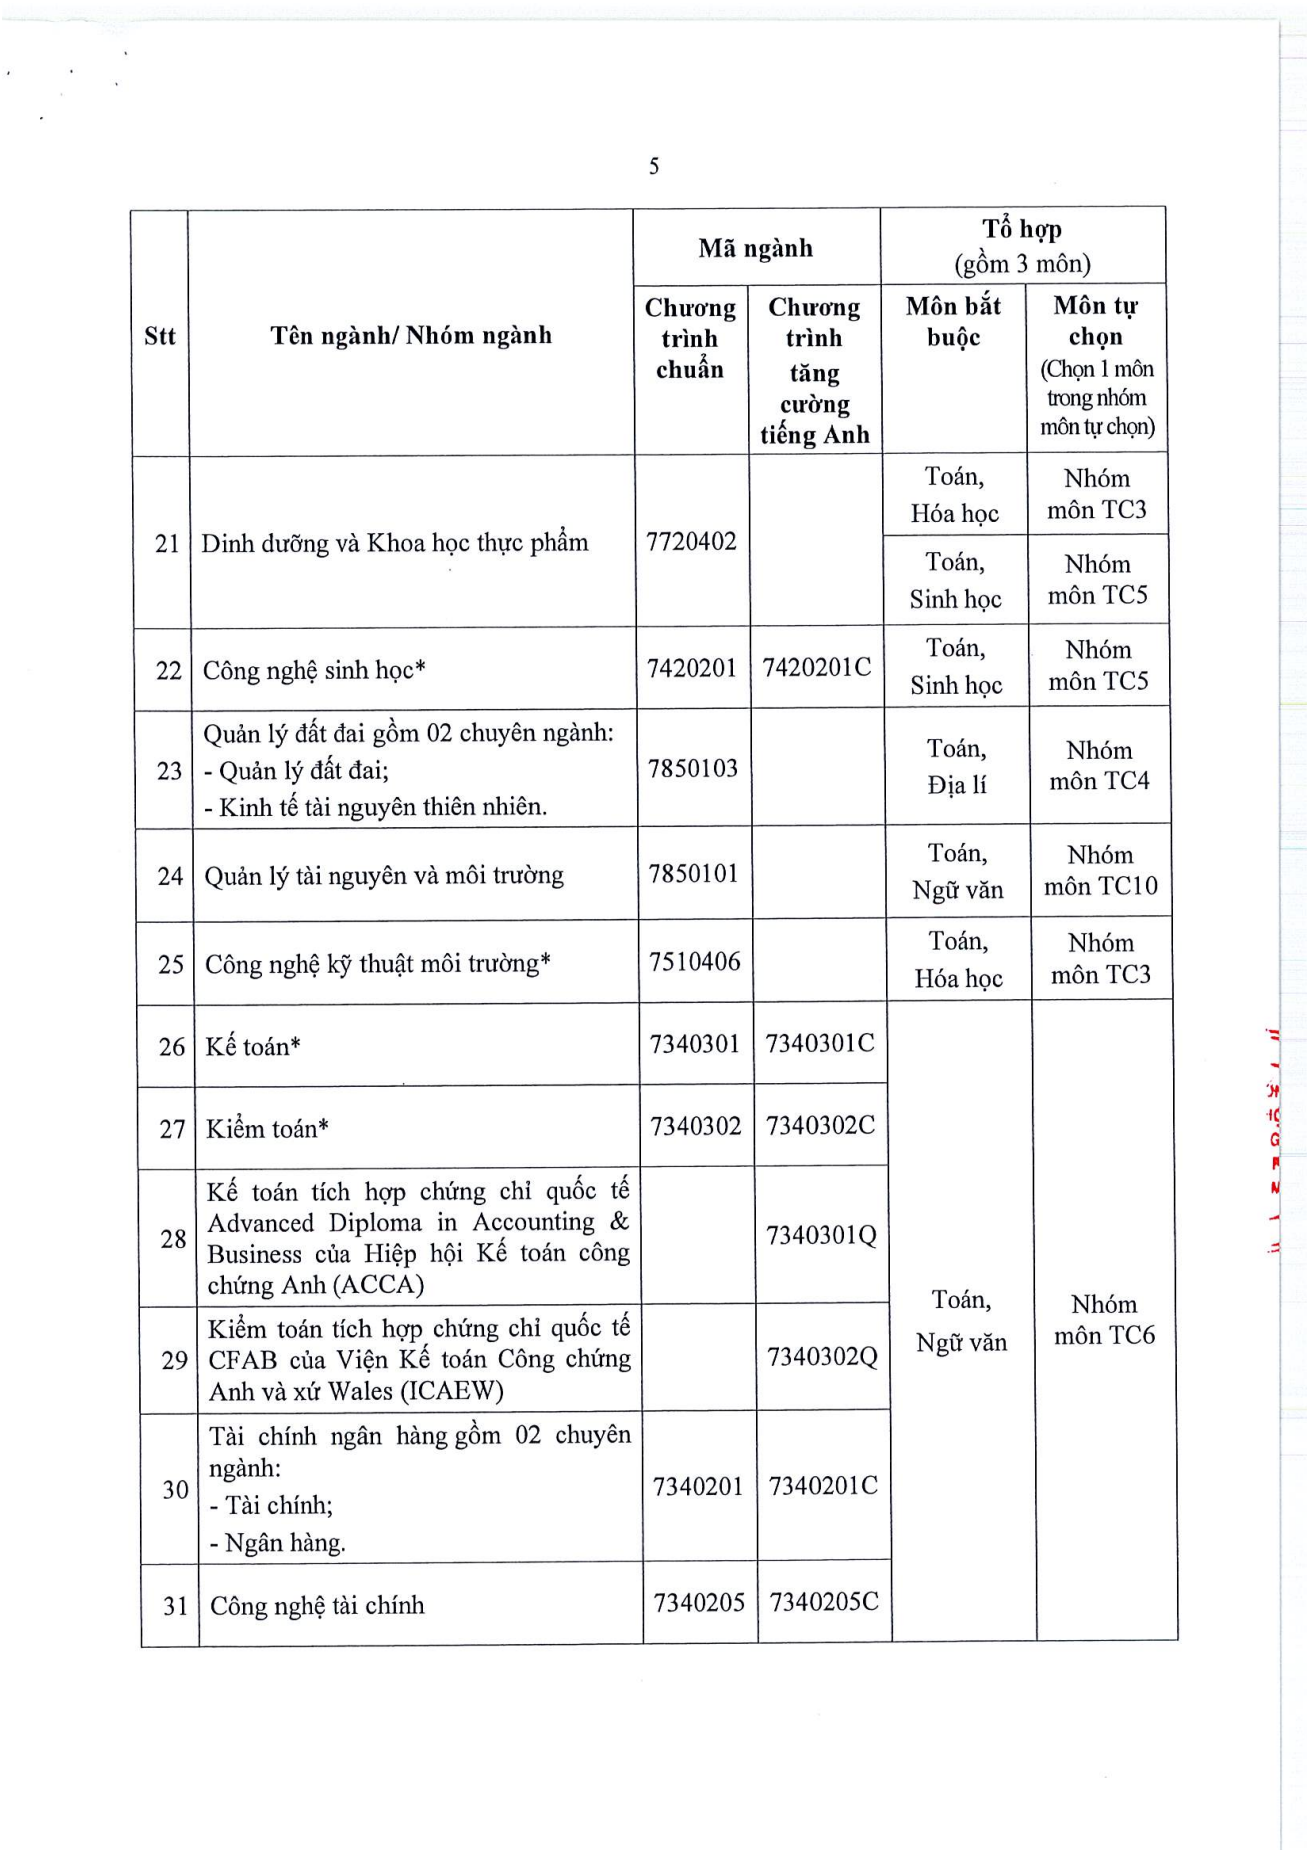 5
Stt
Tên ngành/ Nhóm ngành
Mã ngành
Tổ hợp
(gồm 3 môn)
Chương
trình
chuẩn
Chương
trình
tăng
cường
tiếng Anh
Môn bắt
buộc
Môn tự
chọn
(Chọn 1 môn
trong nhóm
môn tự chọn)
21
Dinh dưỡng và Khoa học thực phẩm
7720402
Toán,
Hóa học
Nhóm
môn TC3
Toán,
Sinh học
Nhóm
môn TC5
22
Công nghệ sinh học*
7420201
7420201C
Toán,
Sinh học
Nhóm
môn TC5
23
Quản lý đất đai gồm 02 chuyên ngành:
- Quản lý đất đai;
- Kinh tế tài nguyên thiên nhiên.
7850103
Toán,
Địa lí
Nhóm
môn TC4
24
Quản lý tài nguyên và môi trường
7850101
Toán,
Ngữ văn
Nhóm
môn TC10
25
Công nghệ kỹ thuật môi trường*
7510406
Toán,
Hóa học
Nhóm
môn TC3
26
Kế toán*
7340301
7340301C
27
Kiểm toán*
7340302
7340302C
28
Kế toán tích hợp chứng chỉ quốc tế
Advanced Diploma in Accounting &
Business của Hiệp hội Kế toán công
chứng Anh (ACCA)
7340301Q
29
Kiểm toán tích hợp chứng chỉ quốc tế
CFAB của Viện Kế toán Công chứng
Anh và xứ Wales (ICAEW)
7340302Q
Toán,
Ngữ văn
Nhóm
môn TC6
30
Tài chính ngân hàng gồm 02 chuyên
ngành:
- Tài chính;
- Ngân hàng.
7340201
7340201C
31
Công nghệ tài chính
7340205
7340205C